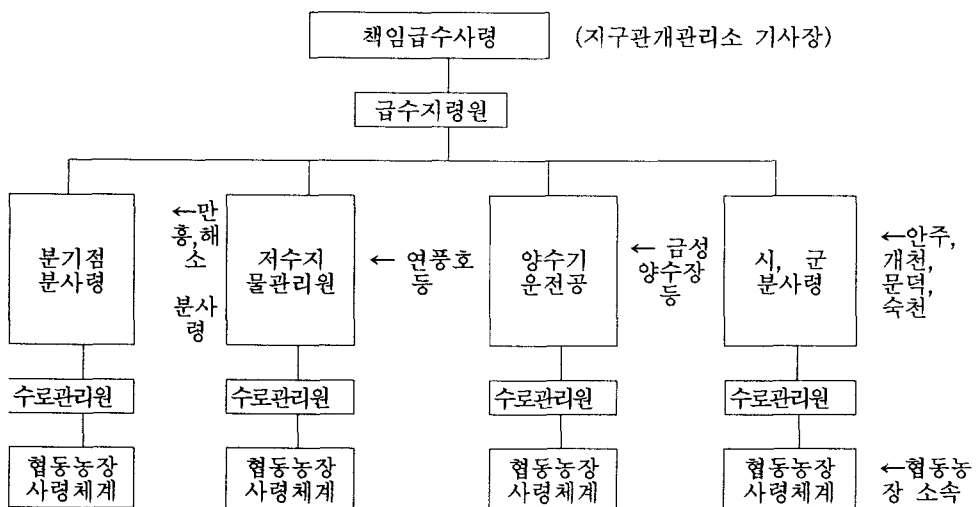 책임급수사령
(지구관개관리소 기사장)
급수지령원
분기점
분사령
←만
흥,해
소
분사
령
저수지
물관리원
← 연풍호
등
양수기
운전공
← 금성
양수장
등
시, 군
분사령
←안주,
개천,
문덕,
숙천
수로관리원
수로관리원
수로관리원
수로관리원
협동농장
사령체계
협동농장
사령체계
협동농장
사령체계
협동농장
사령체계
←협동농
장 소속